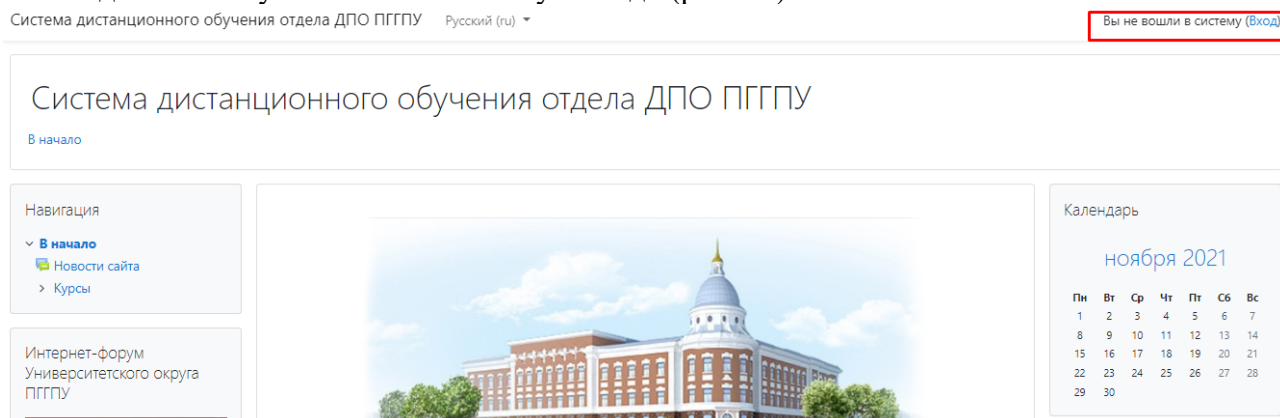 Система дистанционного обучения отдела ДПО ПГГПУ Русский (ru) Вы не вошли в систему (Вход)
Система дистанционного обучения отдела ДПО ПГГПУ
В начало
Навигация
В начало
Новости сайта
Курсы
Интернет-форум
Университетского округа
ПГГПУ
Календарь
ноября 2021
Пн Вт Ср Чт Пт Сб Вс
1 2 3 4 5 6 7
8 9 10 11 12 13 14
15 16 17 18 19 20 21
22 23 24 25 26 27 28
29 30